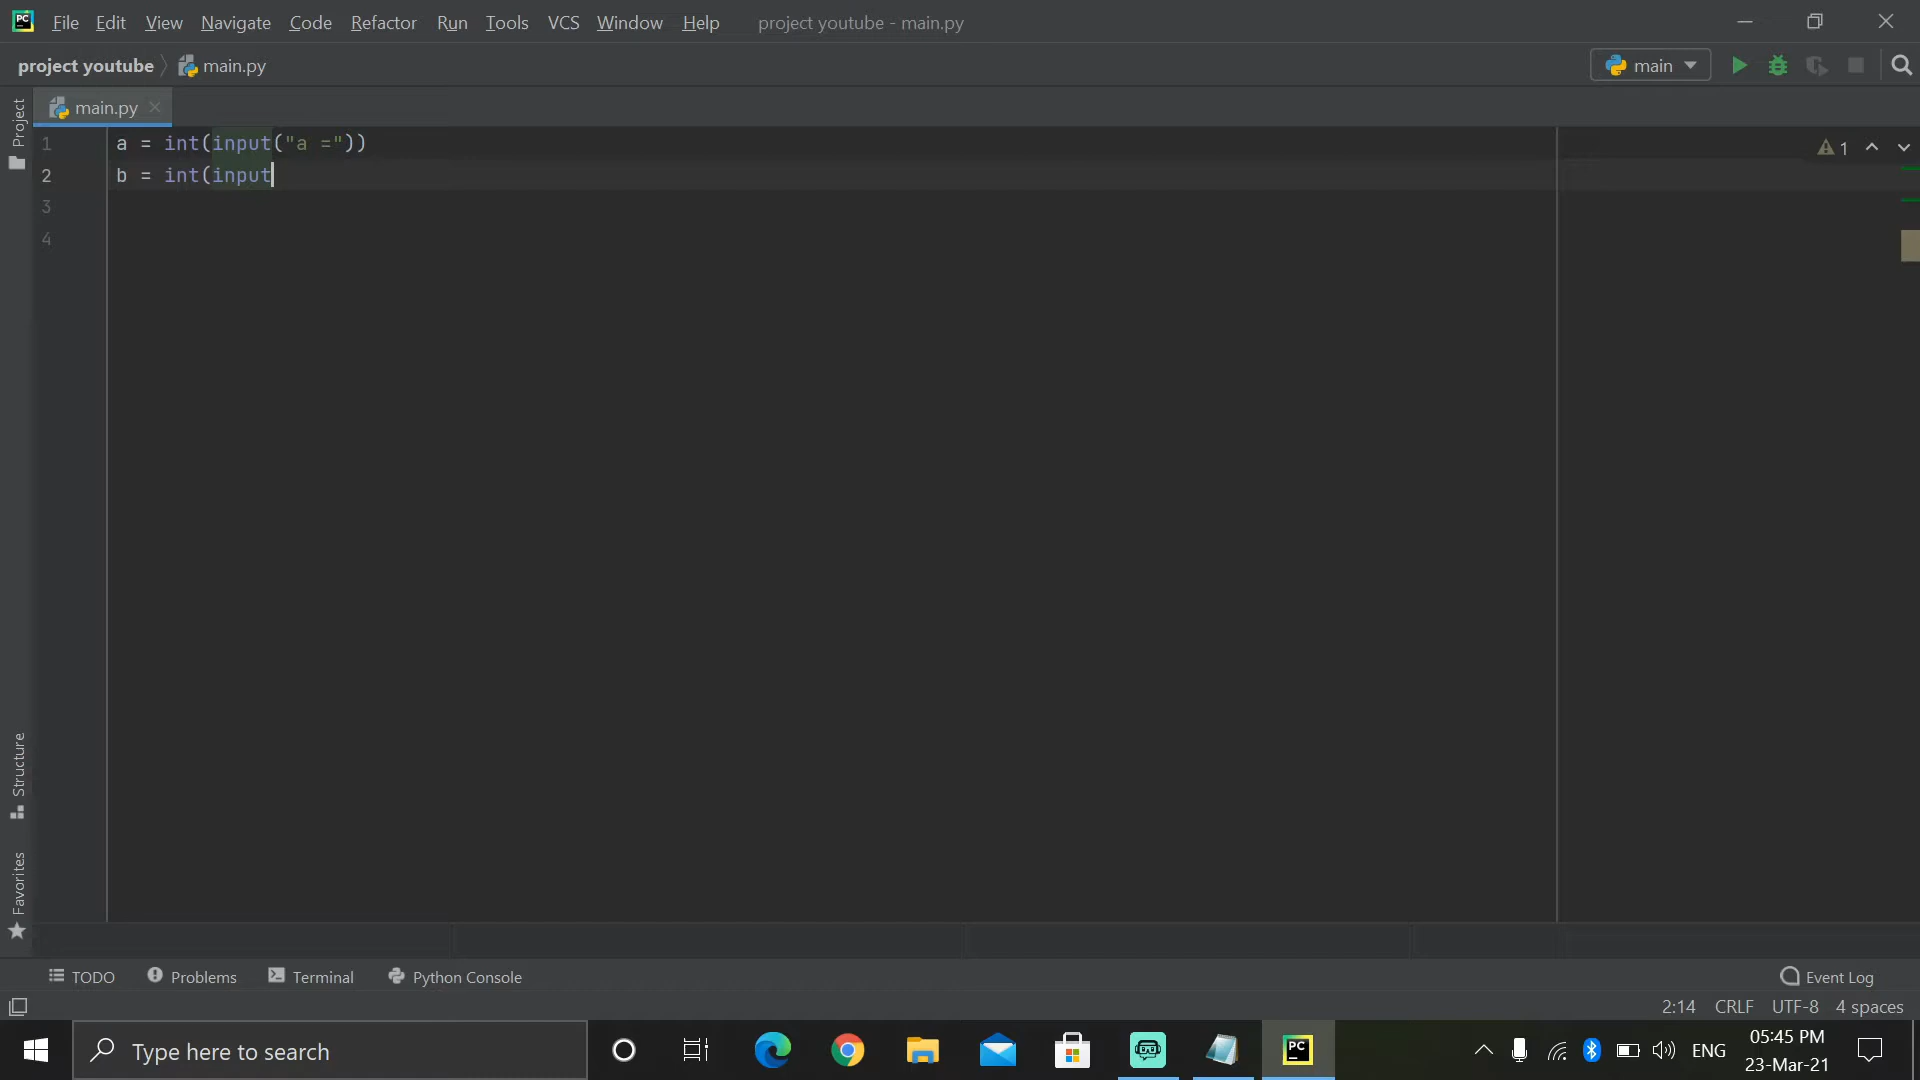 File Edit View Navigate Code Refactor Run Tools VCS Window Help project youtube - main.py
project youtube main.py main
main.py
1 a = int(input("a ="))
2 b = int(input
3
4
1
Project
Structure
Favorites
TODO Problems Terminal Python Console Event Log
2:14 CRLF UTF-8 4 spaces
Type here to search
PC
ENG
05:45 PM
23-Mar-21